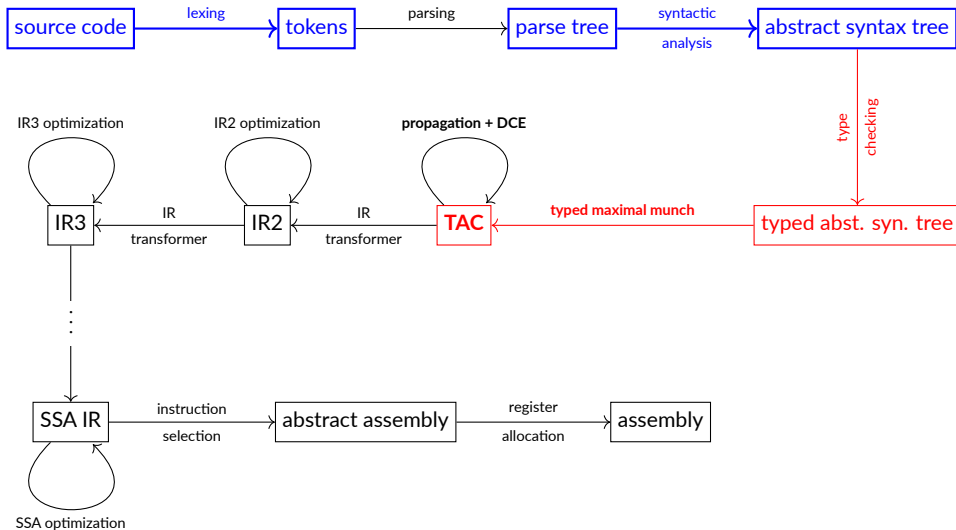 source code
lexing
tokens
parsing
parse tree
syntactic
analysis
abstract syntax tree
type
checking
IR3 optimization
IR2 optimization
propagation + DCE
IR3
IR
transformer
IR2
IR
transformer
TAC
typed maximal munch
typed abst. syn. tree
SSA IR
instruction
selection
abstract assembly
register
allocation
assembly
SSA optimization